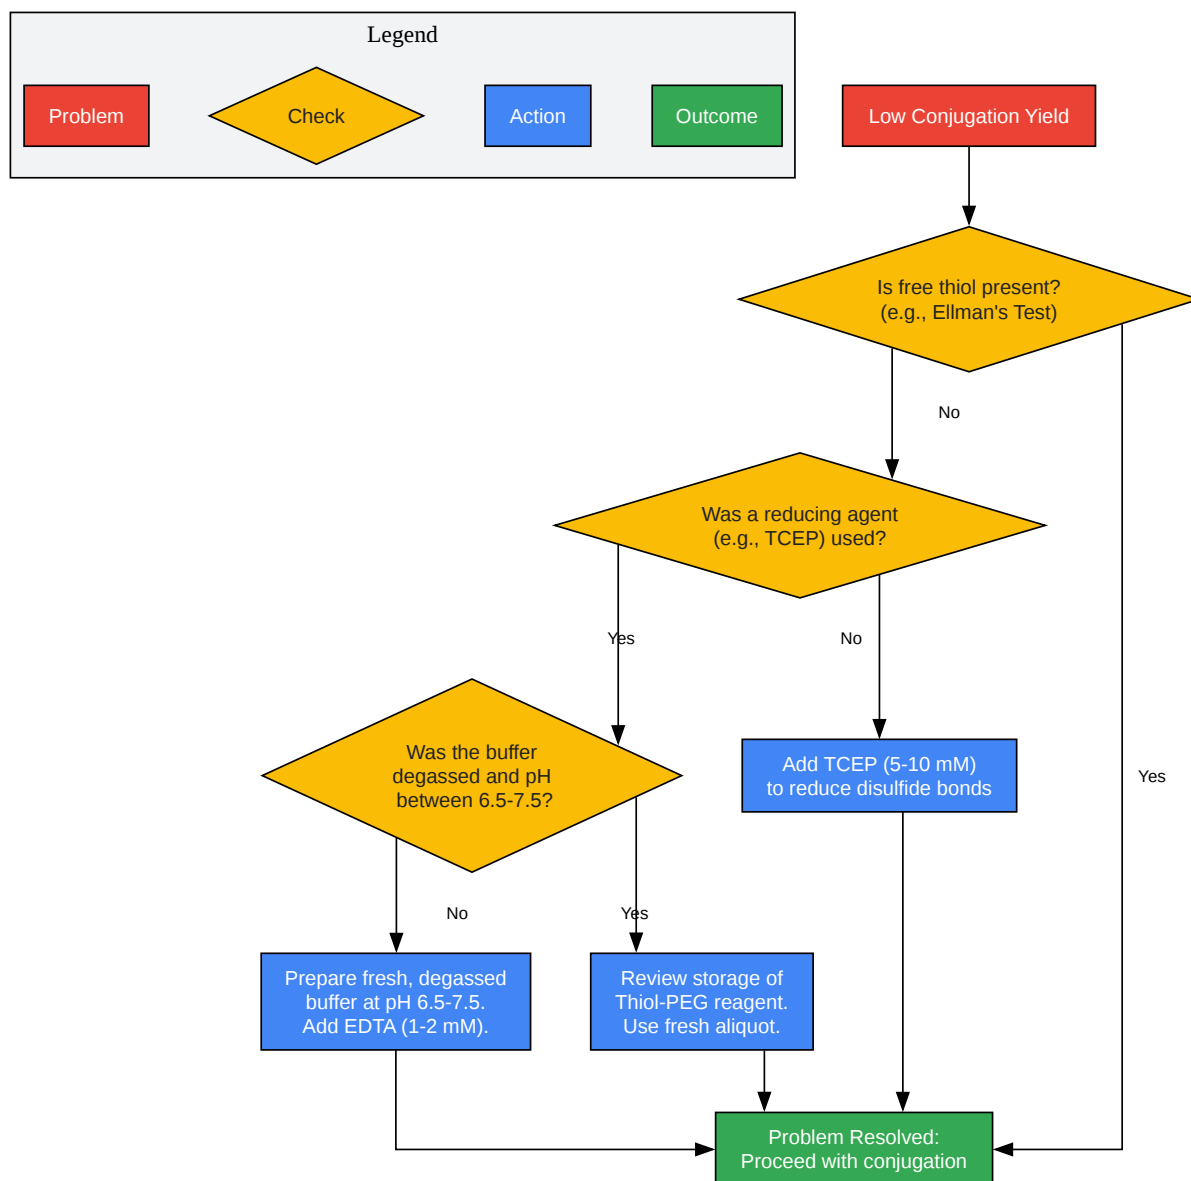 Legend
Problem
Check
Action
Outcome
Low Conjugation Yield
Is free thiol present?
(e.g., Ellman's Test)
No
Was a reducing agent
(e.g., TCEP) used?
Yes
No
Was the buffer
degassed and pH
between 6.5-7.5?
Add TCEP (5-10 mM)
to reduce disulfide bonds
Yes
No
Yes
Prepare fresh, degassed
buffer at pH 6.5-7.5.
Add EDTA (1-2 mM).
Review storage of
Thiol-PEG reagent.
Use fresh aliquot.
Problem Resolved:
Proceed with conjugation